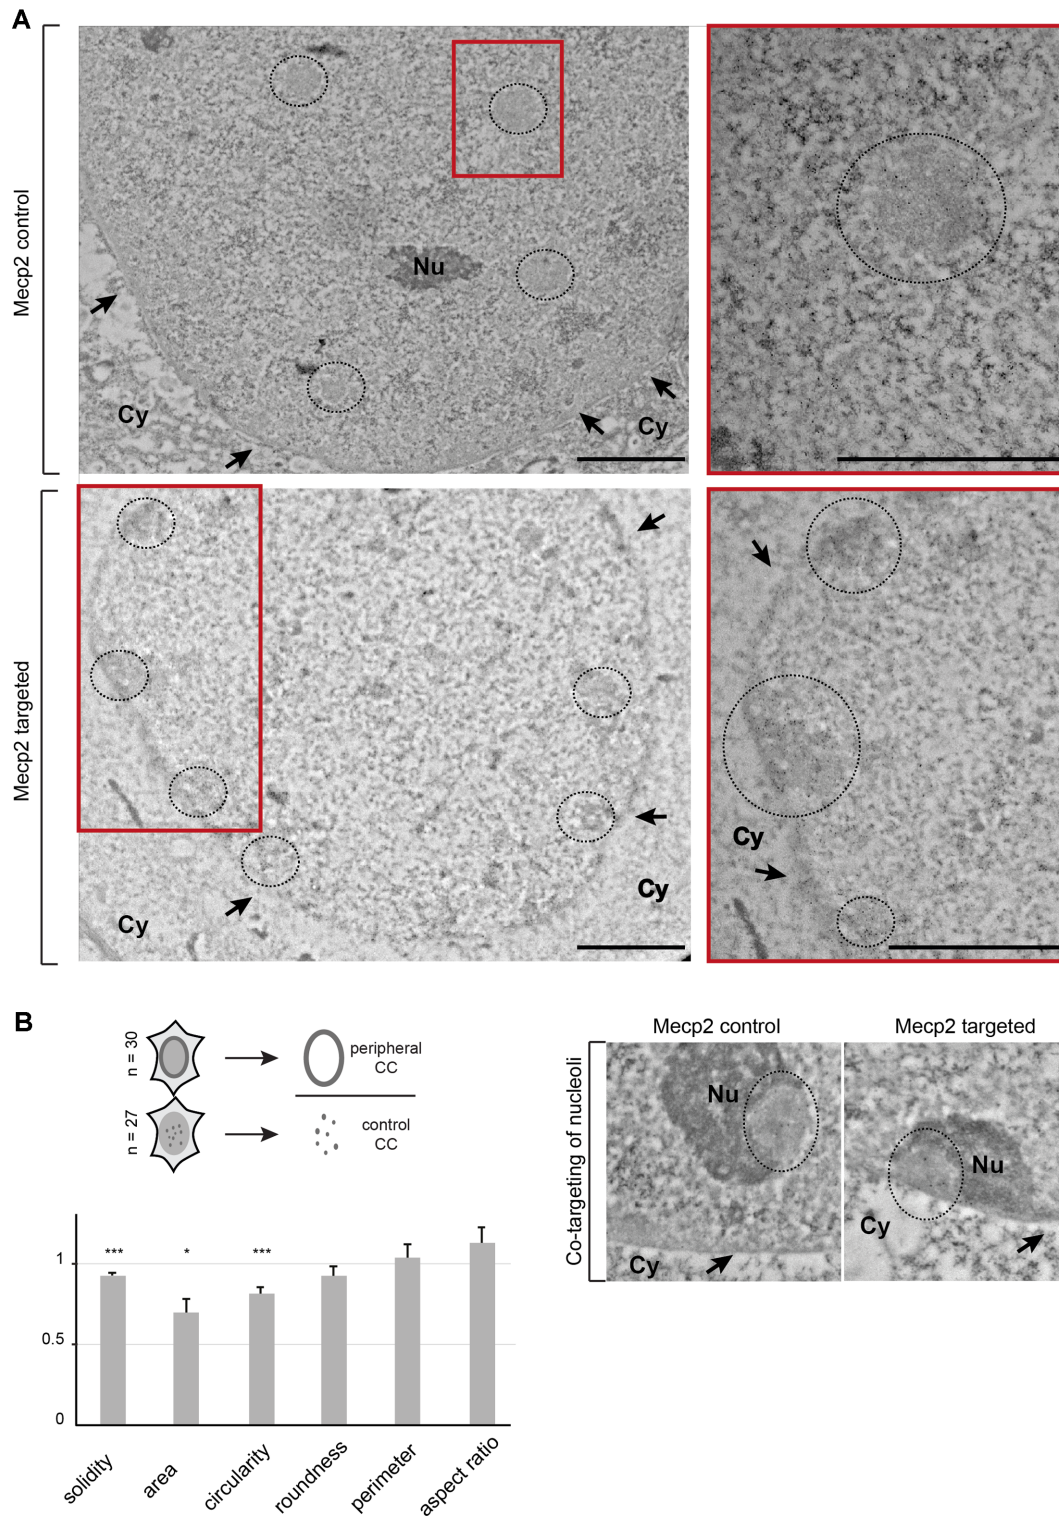 A
Mecp2 control
Nu
Cy
Cy
Mecp2 targeted
Cy
Cy
Cy
B
n = 30
peripheral
CC
n = 27
control
CC
*** * ***
1
0.5
0
solidity
area
circularity
roundness
perimeter
aspect ratio
Mecp2 control
Mecp2 targeted
Co-targeting of nucleoli
Nu
Cy
Nu
Cy